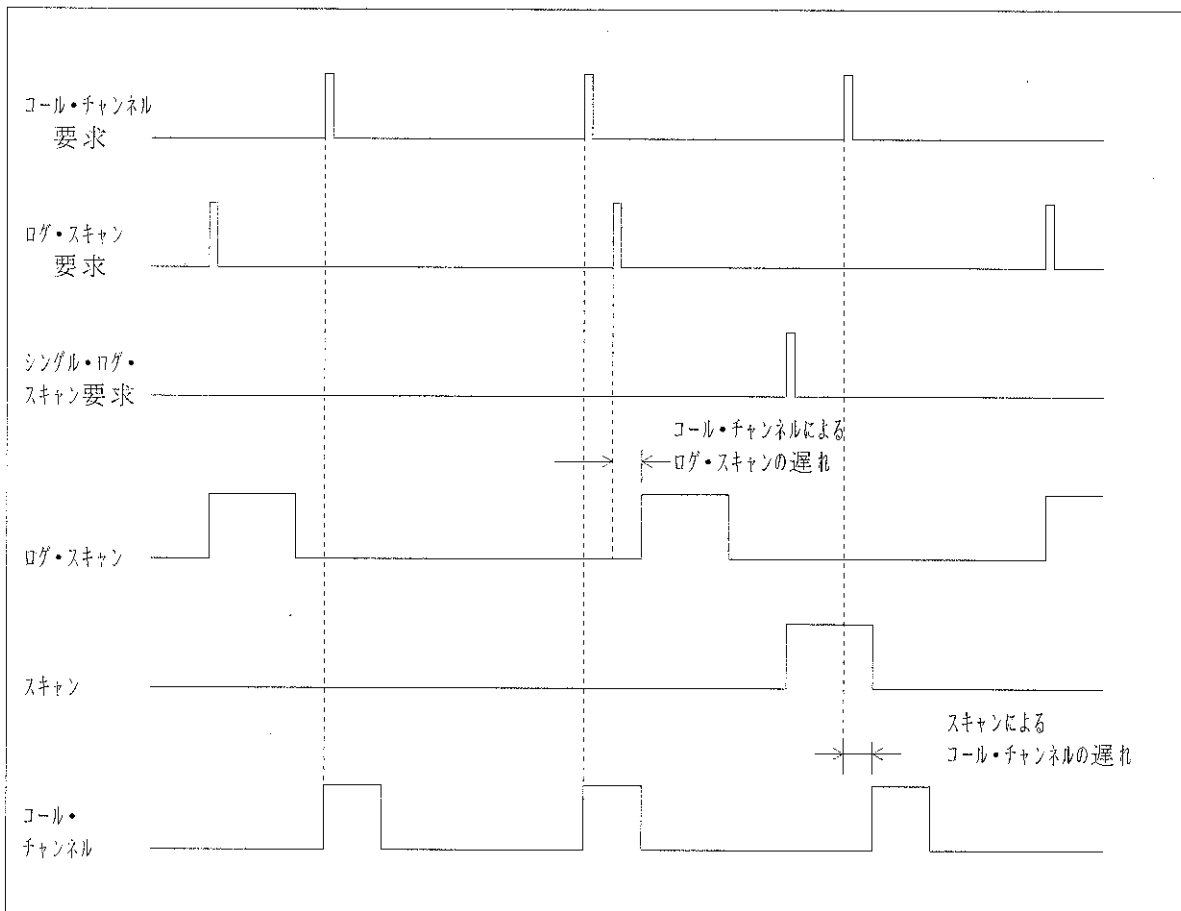 コール・チャンネル
要求
ログ・スキャン
要求
シングル・ログ・
スキャン要求
コール・チャンネルによる
ログ・スキャンの遅れ
ログ・スキャン
スキャン
スキャンによる
コール・チャンネルの遅れ
コール・
チャンネル